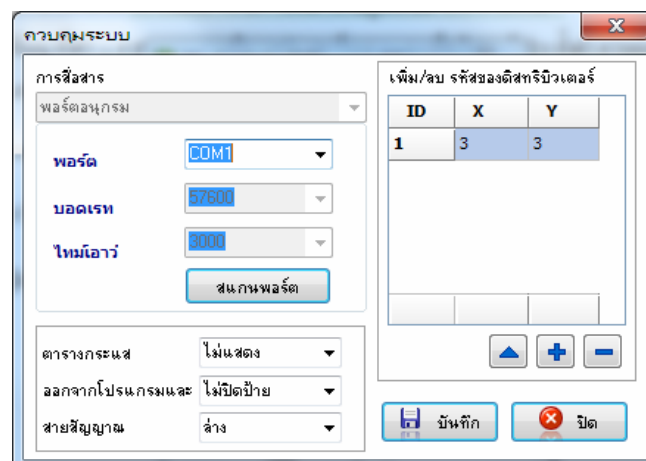 ควบคุมระบบ
การสื่อสาร
พอร์ตอนุกรม
พอร์ต
COM1
บอดเรท
57600
ไทม์เอาว์
3000
สแกนพอร์ต
ตารางกระแส
ไม่แสดง
ออกจากโปรแกรมและ
ไม่ปิดป้าย
สายสัญญาณ
ล่าง
เพิ่ม/ลบ รหัสของดิสทริบิวเตอร์
ID X Y
1 3 3
บันทึก
ปิด